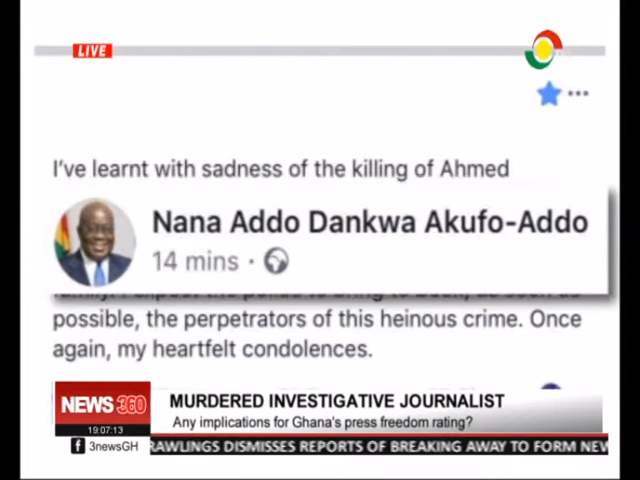 LIVE
I've learnt with sadness of the killing of Ahmed
Nana Addo Dankwa Akufo-Addo
14 mins ·
possible, the perpetrators of this heinous crime. Once
again, my heartfelt condolences.
NEWS 360
MURDERED INVESTIGATIVE JOURNALIST
Any implications for Ghana's press freedom rating?
19:07:13
3newsGH
RAWLINGS DISMISSES REPORTS OF BREAKING AWAY TO FORM NEW